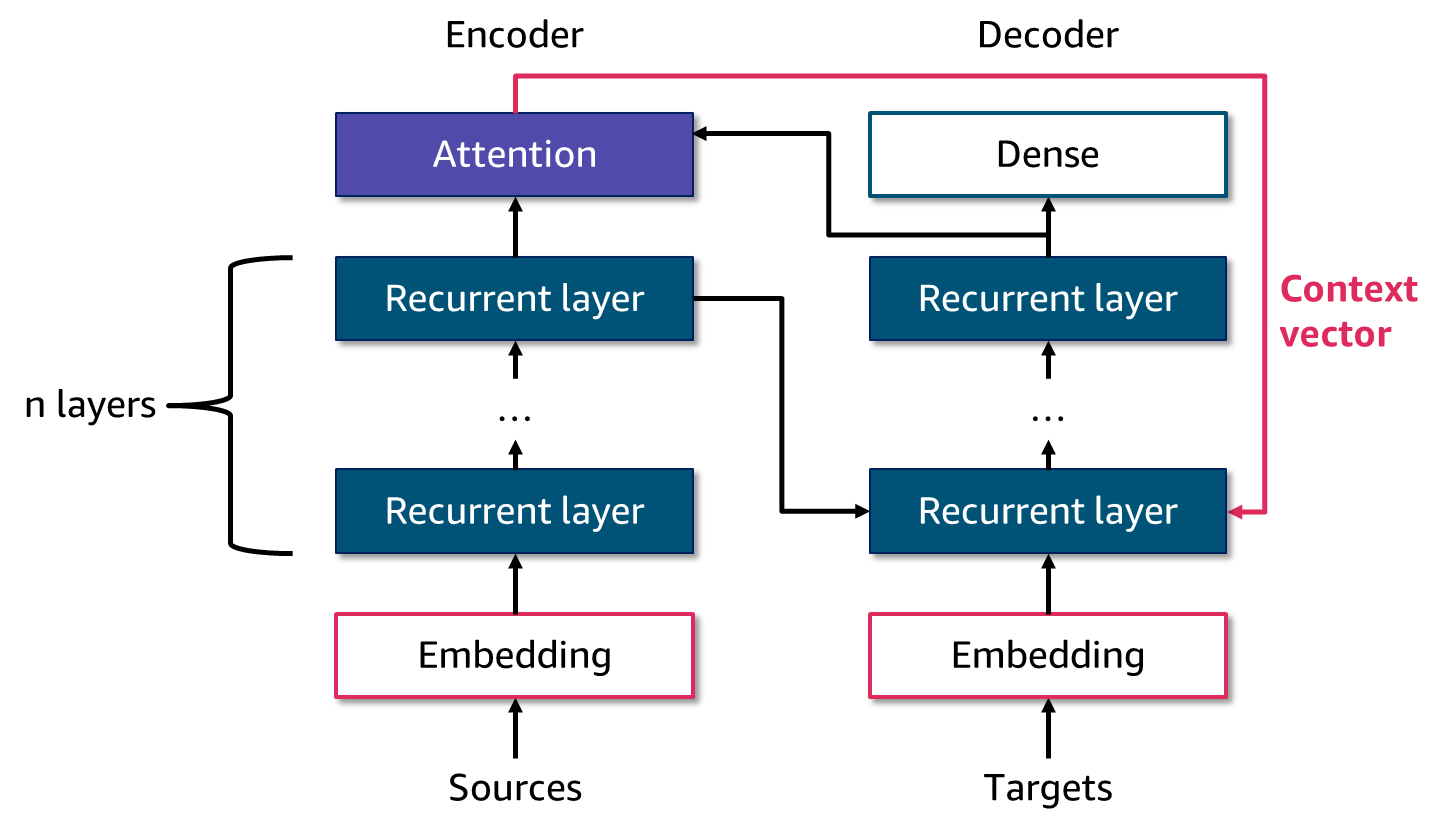 Encoder
Decoder
Attention
Dense
Recurrent layer
Recurrent layer
Context
vector
n layers
...
...
Recurrent layer
Recurrent layer
Embedding
Embedding
Sources
Targets